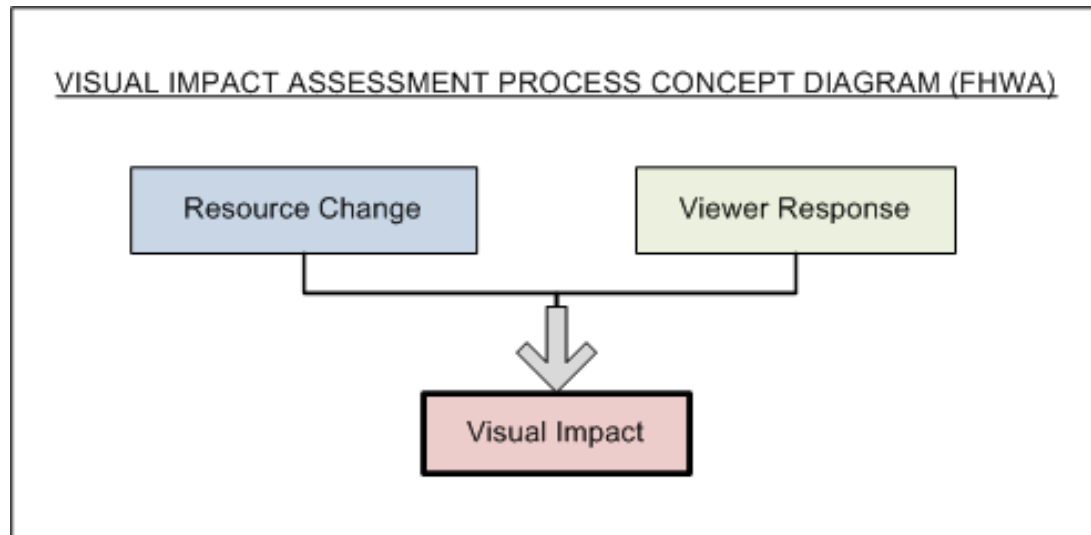 VISUAL IMPACT ASSESSMENT PROCESS CONCEPT DIAGRAM (FHWA)
Resource Change
Viewer Response
Visual Impact